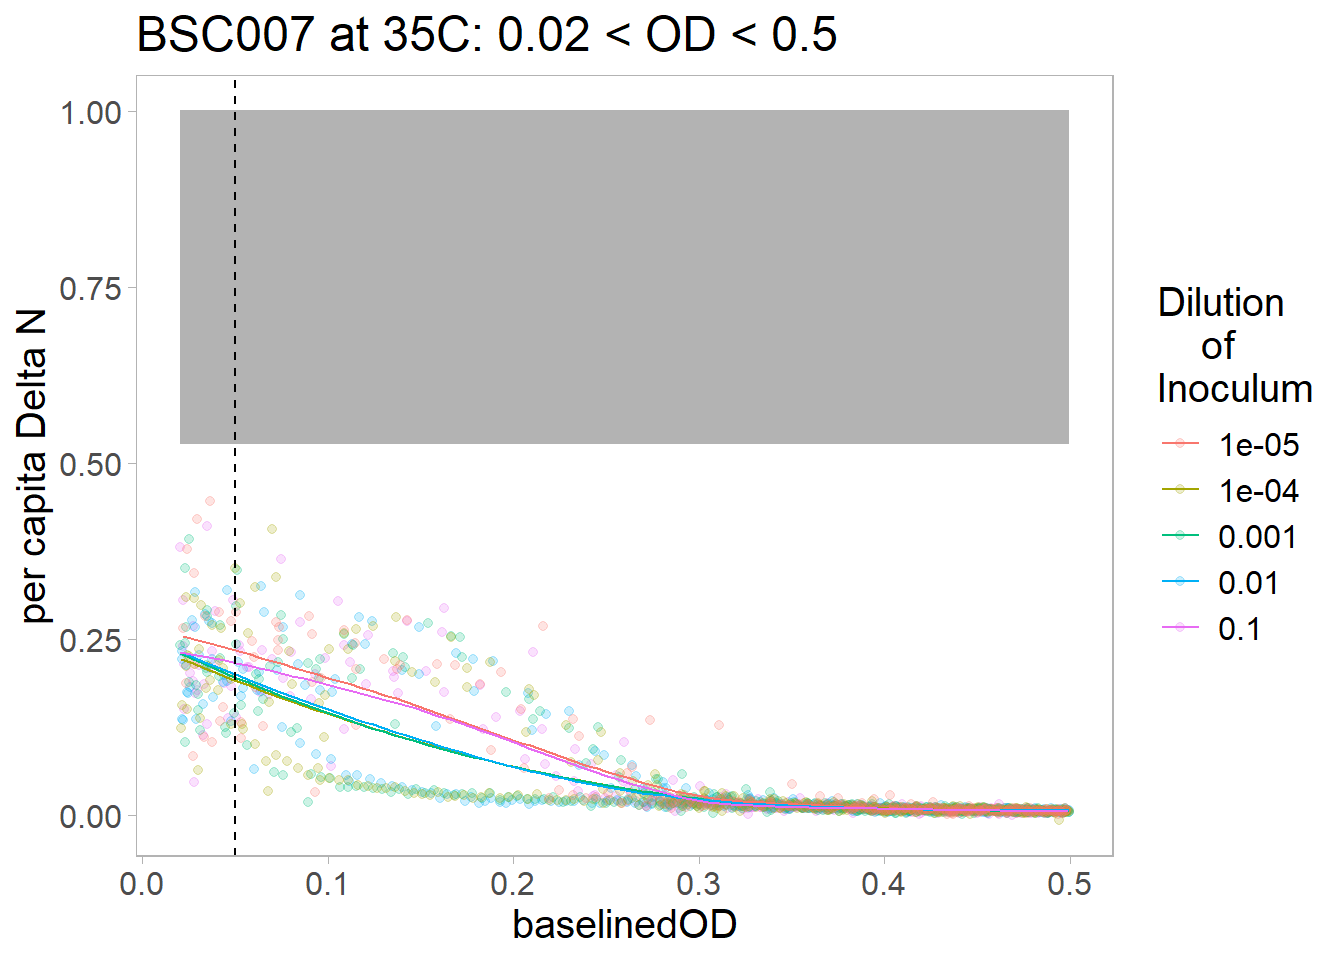 BSC007 at 35C: 0.02 < OD < 0.5
1.00
0.75
0.50
0.25
0.00
per capita Delta N
0.0
0.1
0.2
0.3
0.4
0.5
baselinedOD
Dilution
of
Inoculum
1e-05
1e-04
0.001
0.01
0.1